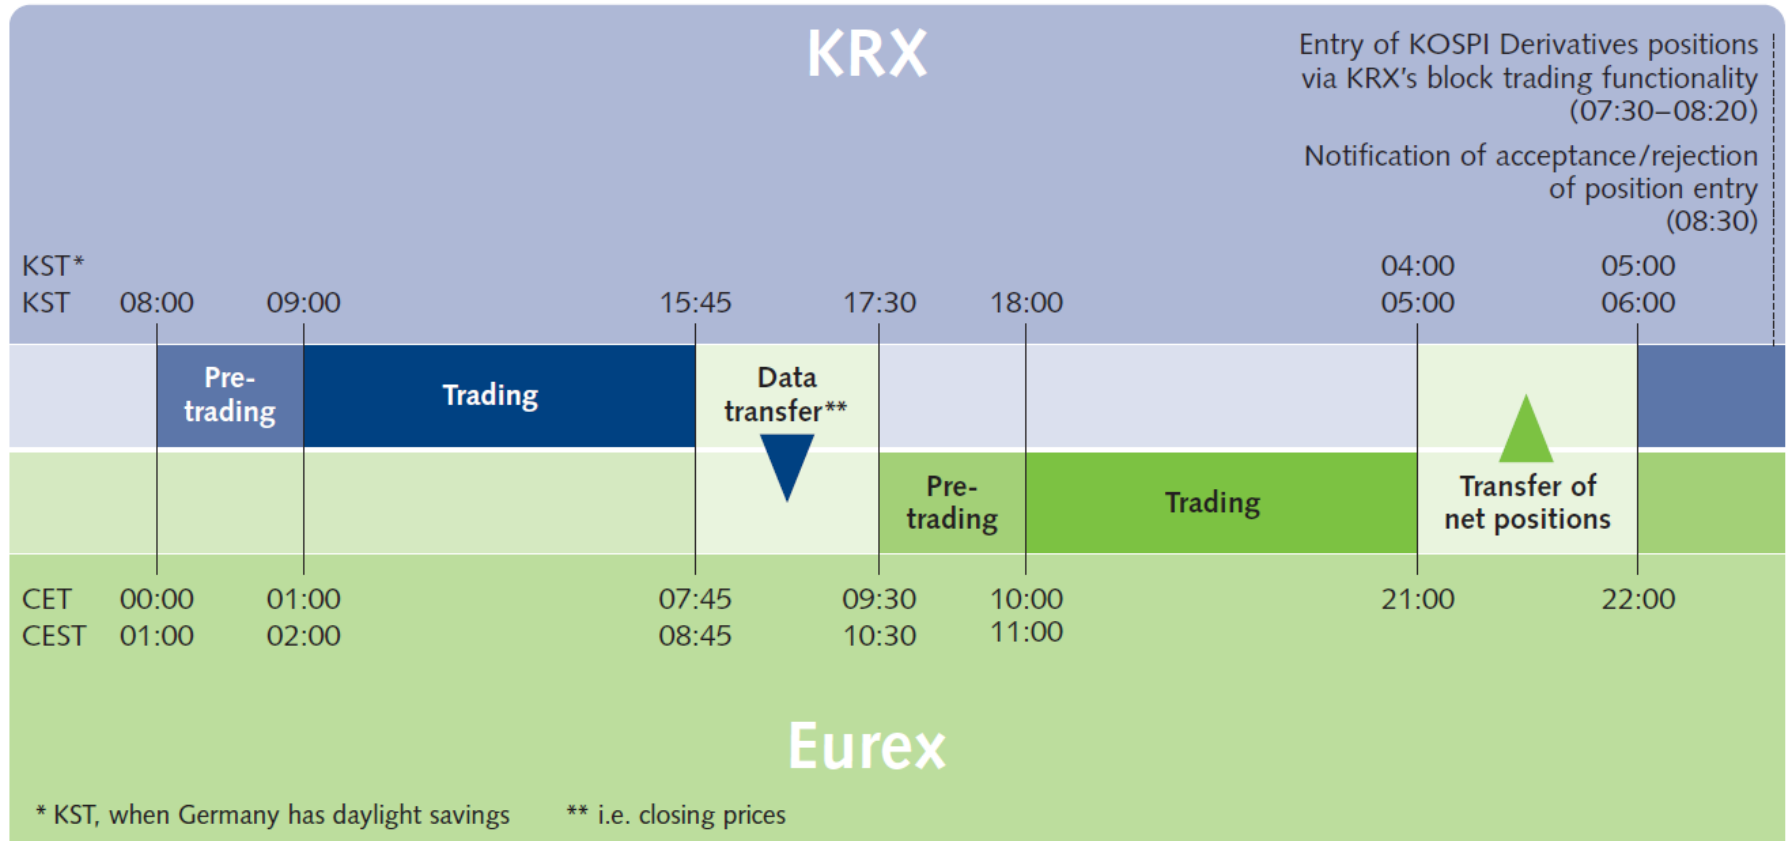 KRX
Entry of KOSPI Derivatives positions
via KRX’s block trading functionality
(07:30–08:20)
Notification of acceptance/rejection
of position entry
(08:30)
KST* 04:00 05:00
KST 08:00 09:00 15:45 17:30 18:00 05:00 06:00
Pre-
trading
Trading
Data
transfer**
Pre-
trading
Trading
Transfer of
net positions
CET 00:00 01:00 07:45 09:30 10:00 21:00 22:00
CEST 01:00 02:00 08:45 10:30 11:00
Eurex
* KST, when Germany has daylight savings ** i.e. closing prices